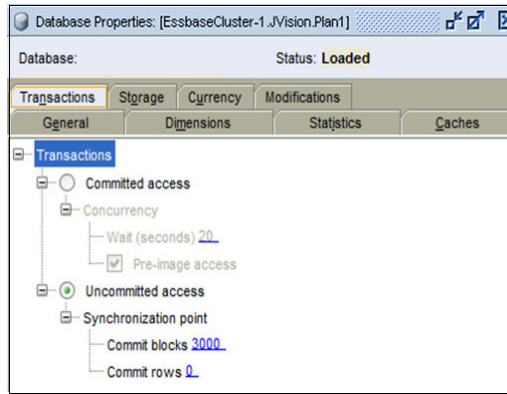 Database Properties: [EssbaseCluster-1.JVision.Plan1]
Database: Status: Loaded
Transactions Storage Currency Modifications
General Dimensions Statistics Caches
Transactions
Committed access
Concurrency
Wait (seconds) 20
Pre-image access
Uncommitted access
Synchronization point
Commit blocks 3000
Commit rows 0